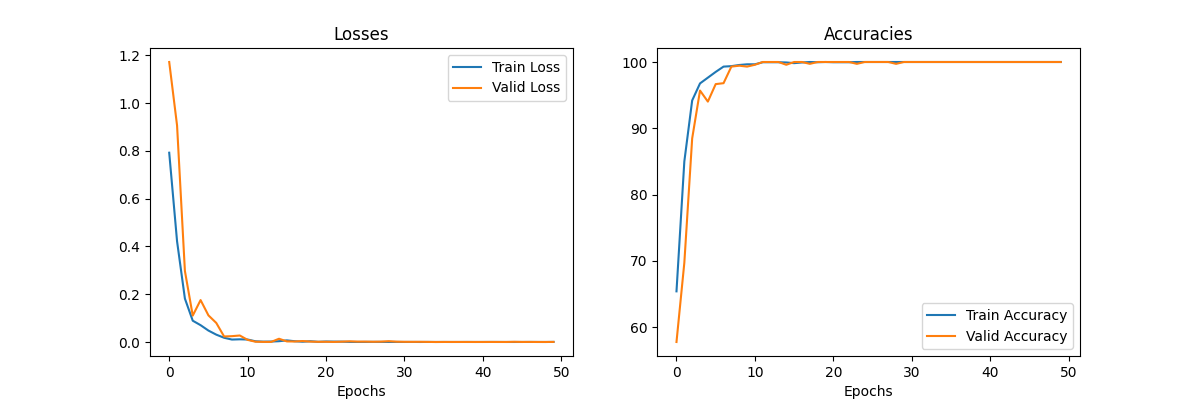 Losses
1.2
1.0
0.8
0.6
0.4
0.2
0.0
0 10 20 30 40 50
Epochs
Train Loss
Valid Loss
Accuracies
100
90
80
70
60
0 10 20 30 40 50
Epochs
Train Accuracy
Valid Accuracy